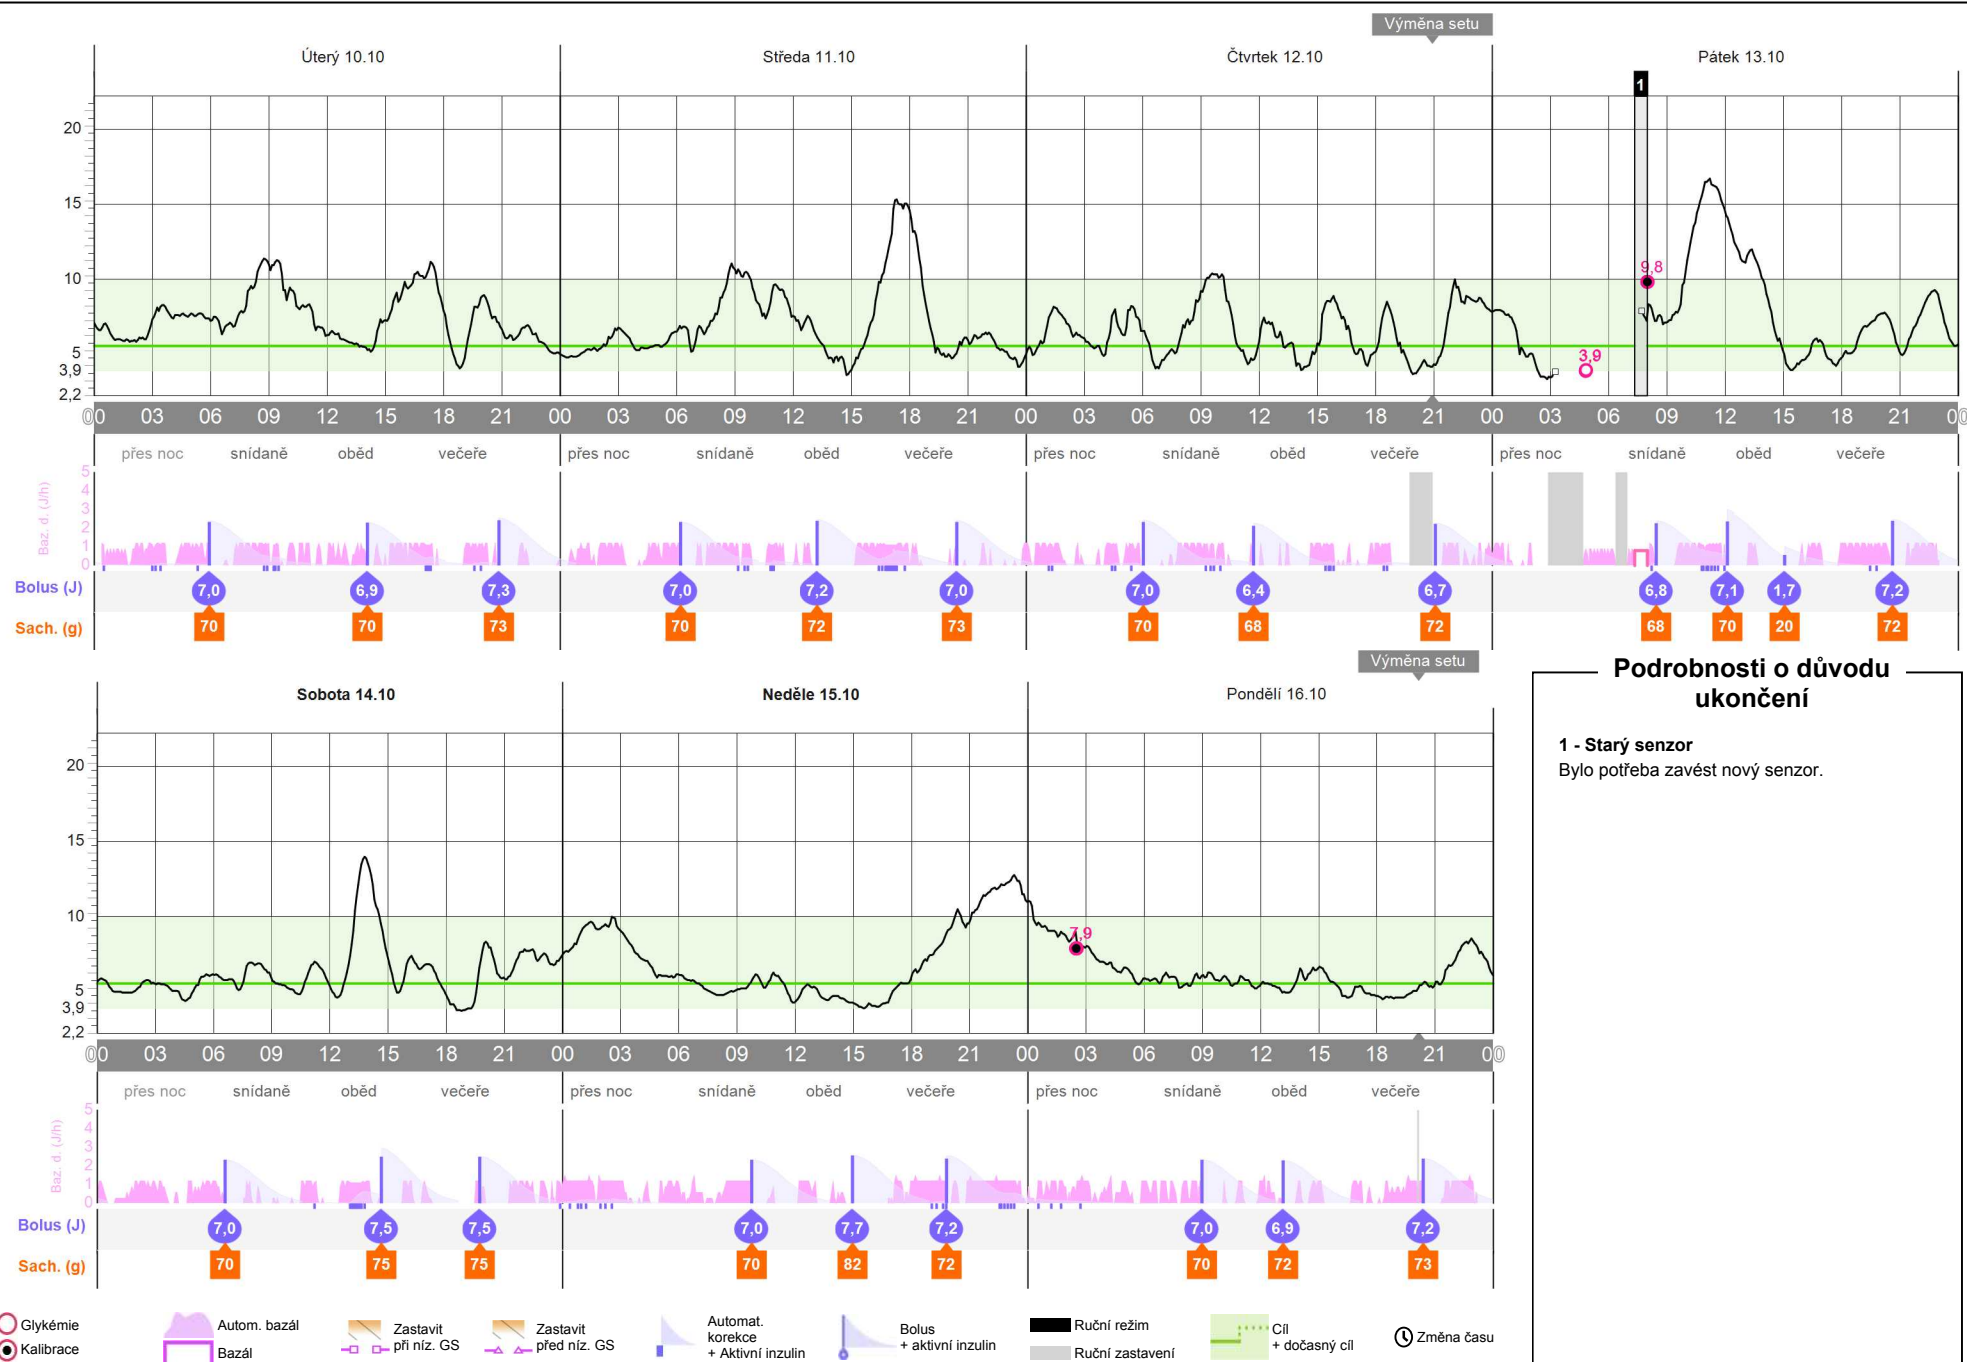 Výměna setu
Úterý 10.10 Středa 11.10 Čtvrtek 12.10 Pátek 13.10
1
20
15
10
5
3,9
2,2
9,8
3,9
00 03 06 09 12 15 18 21 00 03 06 09 12 15 18 21 00 03 06 09 12 15 18 21 00 03 06 09 12 15 18 21 00
přes noc snídaně oběd večeře přes noc snídaně oběd večeře přes noc snídaně oběd večeře přes noc snídaně oběd večeře
Baz. d. (J/h)
5
4
3
2
1
0
Bolus (J) 7,0 6,9 7,3 7,0 7,2 7,0 7,0 6,4 6,7 6,8 7,1 1,7 7,2
Sach. (g) 70 70 73 70 72 73 70 68 72 68 70 20 72
Výměna setu
Sobota 14.10 Neděle 15.10 Pondělí 16.10
20
15
10
5
3,9
2,2
7,9
00 03 06 09 12 15 18 21 00 03 06 09 12 15 18 21 00 03 06 09 12 15 18 21 00
přes noc snídaně oběd večeře přes noc snídaně oběd večeře přes noc snídaně oběd večeře
Baz. d. (J/h)
5
4
3
2
1
0
Bolus (J) 7,0 7,5 7,5 7,0 7,7 7,2 7,0 6,9 7,2
Sach. (g) 70 75 75 70 82 72 70 72 73
Podrobnosti o důvodu
ukončení
1 - Starý senzor
Bylo potřeba zavést nový senzor.
Glykémie
Kalibrace
Autom. bazál
Bazál
Zastavit
při níz. GS
Zastavit
před níz. GS
Automat.
korekce
+ Aktivní inzulin
Bolus
+ aktivní inzulin
Ruční režim
Ruční zastavení
Cíl
+ dočasný cíl
Změna času